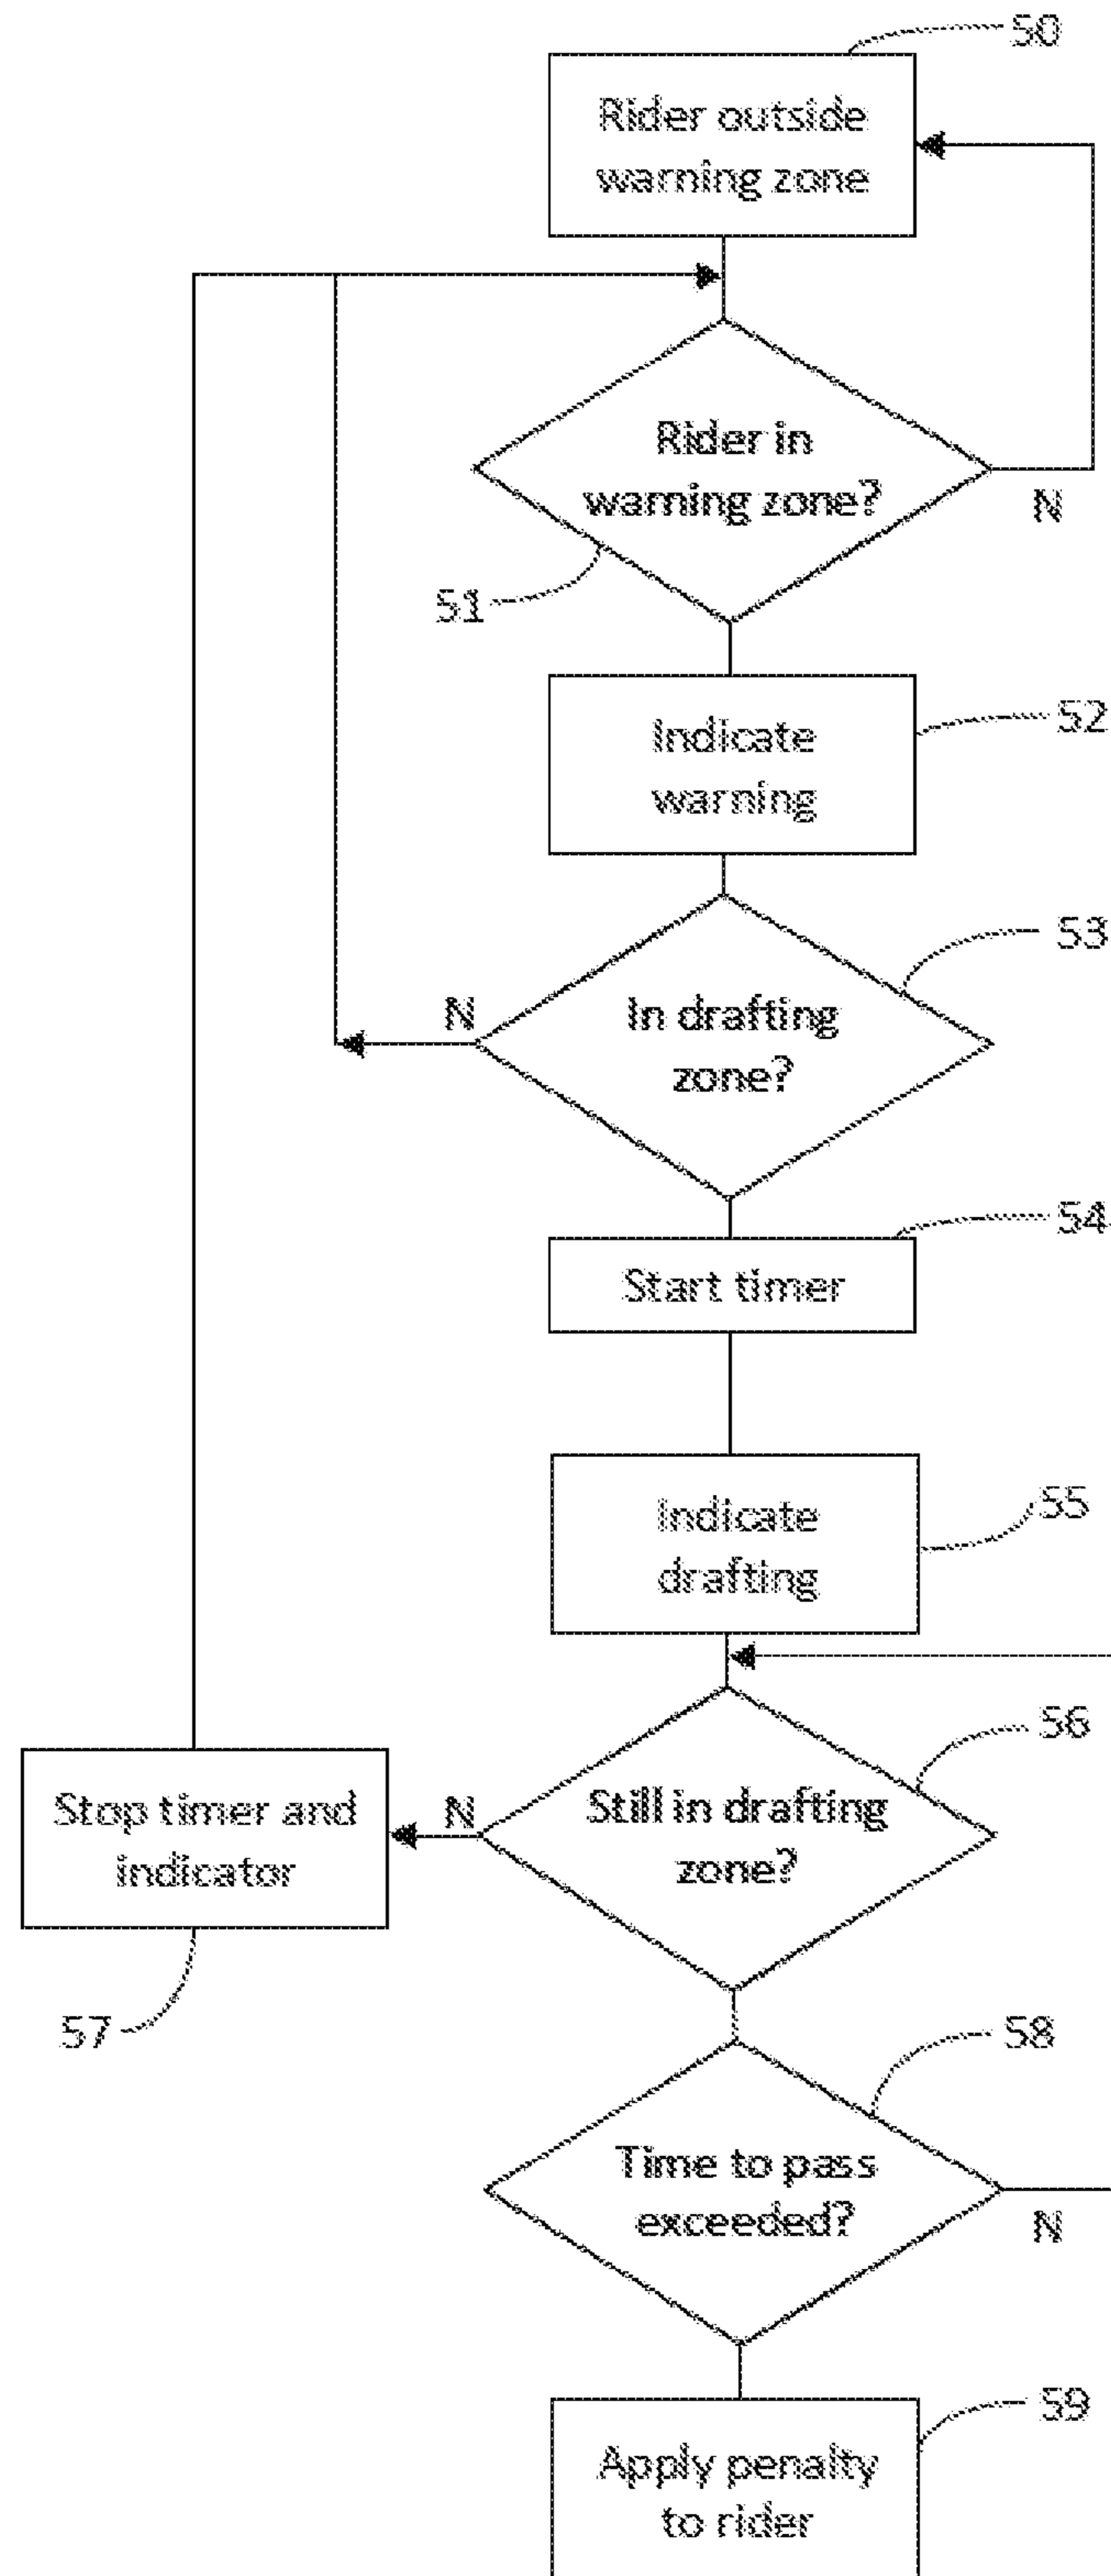 50
Rider outside
warning zone
Rider in
warning zone?
N
51
Indicate
warning
52
53
N
In drafting
zone?
54
Start timer
Indicate
drafting
55
56
Stop timer and
indicator
N
Still in drafting
zone?
57
58
Time to pass
exceeded?
N
59
Apply penalty
to rider